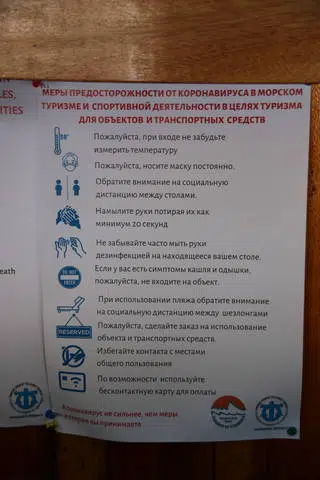 ES,
ITIES
eath
МЕРЫ ПРЕДОСТОРОЖНОСТИ ОТ КОРОНАВИРУСА В МОРСКОМ
ТУРИЗМЕ И СПОРТИВНОЙ ДЕЯТЕЛЬНОСТИ В ЦЕЛЯХ ТУРИЗМА
ДЛЯ ОБЪЕКТОВ И ТРАНСПОРТНЫХ СРЕДСТВ
38°
Пожалуйста, при входе не забудьте
измерить температуру
Пожалуйста, носите маску постоянно.
Обратите внимание на социальную
дистанцию между столами.
Намылите руки потирая их как
минимум 20 секунд
Не забывайте часто мыть руки
дезинфекцией на находящееся вашем столе.
DO NOT
ENTER
Если у вас есть симптомы кашля и одышки,
пожалуйста, не входите на объект.
При использовании пляжа обратите внимание
на социальную дистанцию между шезлонгами
RESERVED
Пожалуйста, сделайте заказ на использование
объекта и транспортных средств.
Избегайте контакта с местами
общего пользования
По возможности используйте
бесконтактную карту для оплаты
Коронавирус не сильнее, чем меры
которые вы принимаете